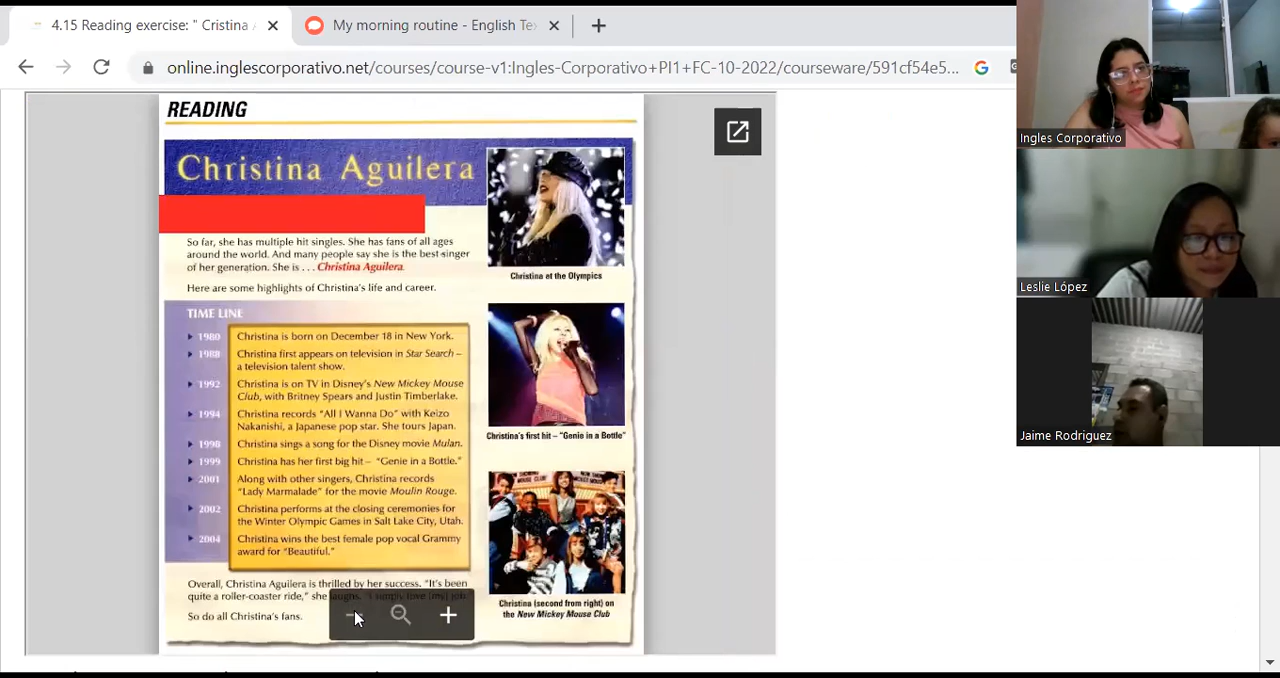 4.15 Reading exercise: " Cristina A
My morning routine - English Te
online.inglescorporativo.net/courses/course-v1:Ingles-Corporativo+PI1+FC-10-2022/courseware/591cf54e5...
READING
Christina Aguilera
So far, she has multiple hit singles. She has fans of all ages
around the world. And many people say she is the best singer
of her generation. She is . . . Christina Aguilera.
Here are some highlights of Christina's life and career.
Christina at the Olympics
TIME LINE
1980 Christina is born on December 18 in New York.
1988 Christina first appears on television in Star Search –
a television talent show.
1992 Christina is on TV in Disney's New Mickey Mouse
Club, with Britney Spears and Justin Timberlake.
1994 Christina records "All I Wanna Do" with Keizo
Nakanishi, a Japanese pop star. She tours Japan.
1998 Christina sings a song for the Disney movie Mulan.
1999 Christina has her first big hit – "Genie in a Bottle."
2001 Along with other singers, Christina records
"Lady Marmalade" for the movie Moulin Rouge.
2002 Christina performs at the closing ceremonies for
the Winter Olympic Games in Salt Lake City, Utah.
2004 Christina wins the best female pop vocal Grammy
award for "Beautiful."
Christina's first hit – "Genie in a Bottle"
Overall, Christina Aguilera is thrilled by her success. "It's been
quite a roller-coaster ride," she laughs. "I simply love [my] job.
So do all Christina's fans.
Christina (second from right) on
the New Mickey Mouse Club
Ingles Corporativo
Leslie López
Jaime Rodriguez